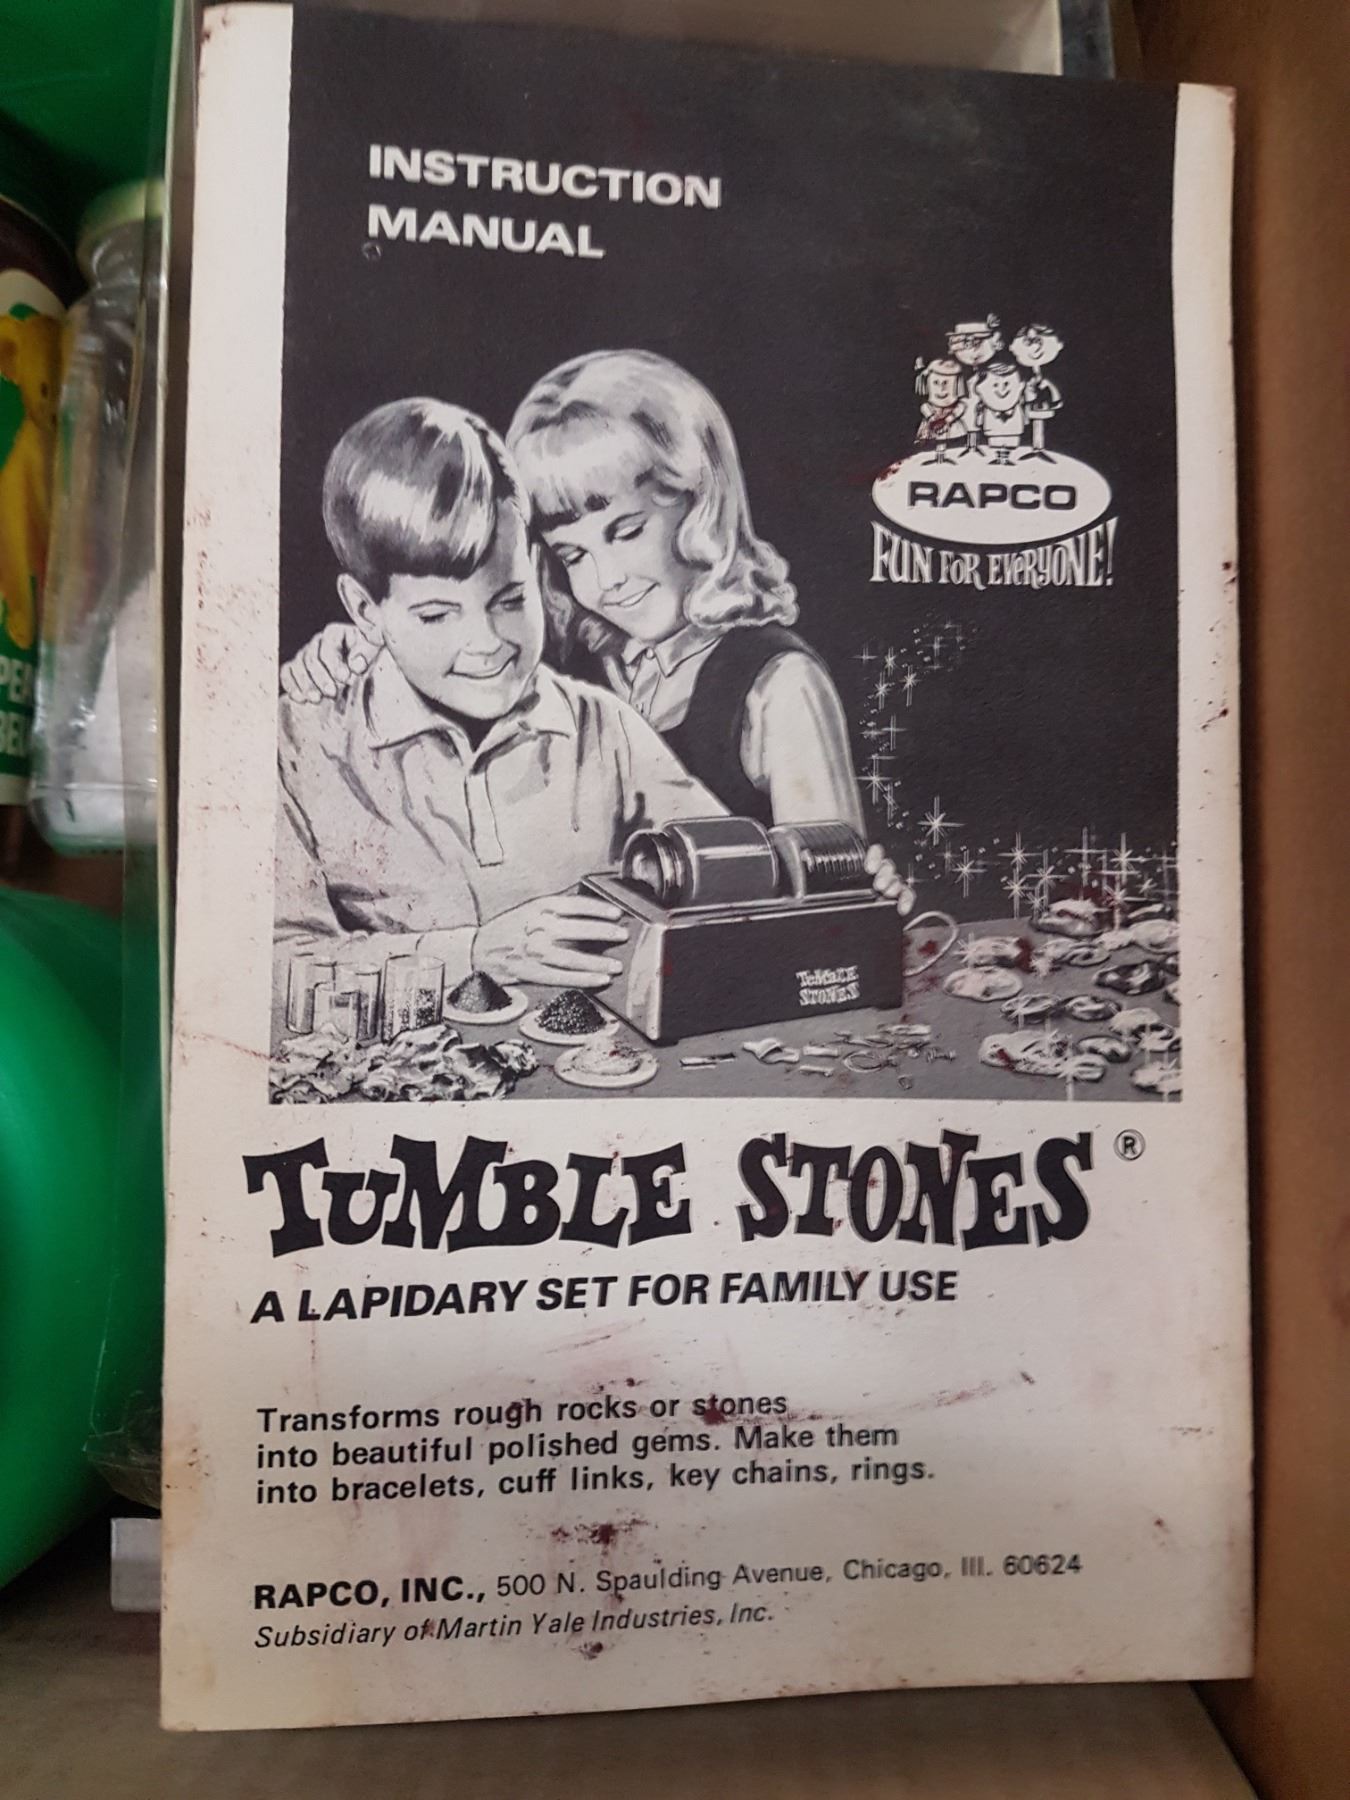 INSTRUCTION
MANUAL
RAPCO
FUN FOR EVERYONE!
TUMBLE
STONES
TUMBLE STONES ®
A LAPIDARY SET FOR FAMILY USE
Transforms rough rocks or stones
into beautiful polished gems. Make them
into bracelets, cuff links, key chains, rings.
RAPCO, INC., 500 N. Spaulding Avenue, Chicago, Ill. 60624
Subsidiary of Martin Yale Industries, Inc.